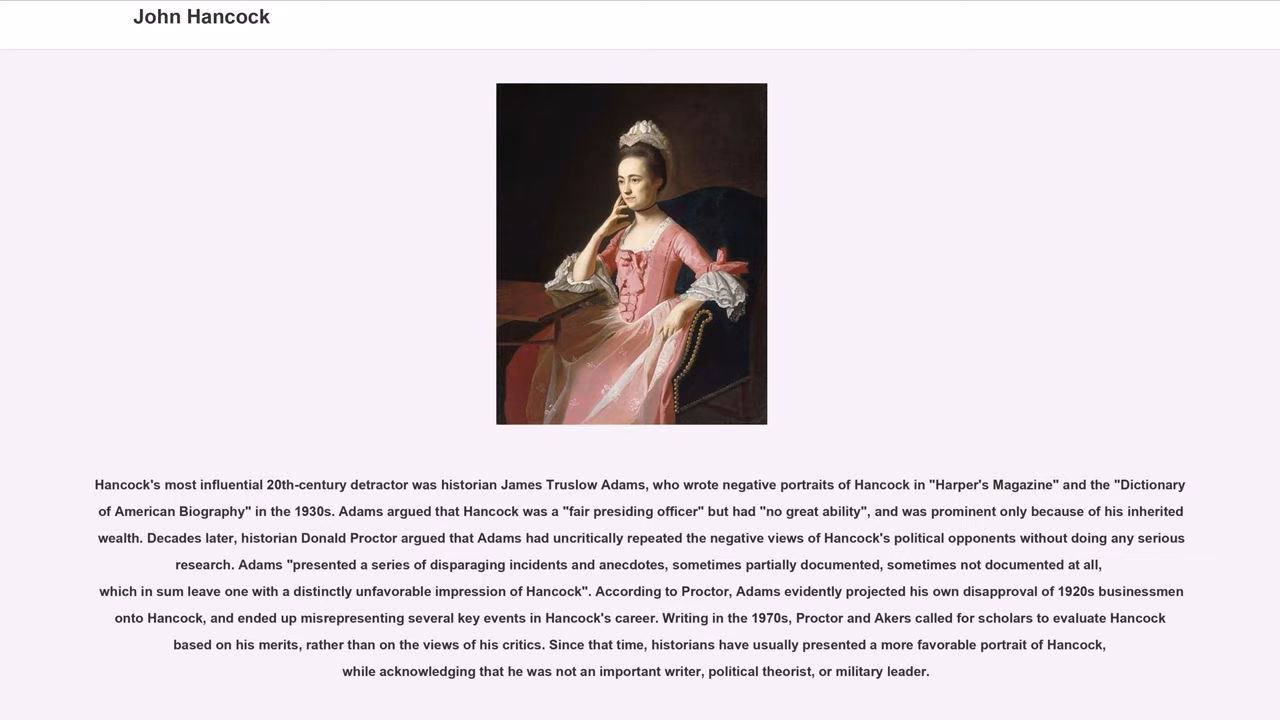 John Hancock
Hancock's most influential 20th-century detractor was historian James Truslow Adams, who wrote negative portraits of Hancock in "Harper's Magazine" and the "Dictionary
of American Biography" in the 1930s. Adams argued that Hancock was a "fair presiding officer" but had "no great ability", and was prominent only because of his inherited
wealth. Decades later, historian Donald Proctor argued that Adams had uncritically repeated the negative views of Hancock's political opponents without doing any serious
research. Adams "presented a series of disparaging incidents and anecdotes, sometimes partially documented, sometimes not documented at all,
which in sum leave one with a distinctly unfavorable impression of Hancock". According to Proctor, Adams evidently projected his own disapproval of 1920s businessmen
onto Hancock, and ended up misrepresenting several key events in Hancock's career. Writing in the 1970s, Proctor and Akers called for scholars to evaluate Hancock
based on his merits, rather than on the views of his critics. Since that time, historians have usually presented a more favorable portrait of Hancock,
while acknowledging that he was not an important writer, political theorist, or military leader.